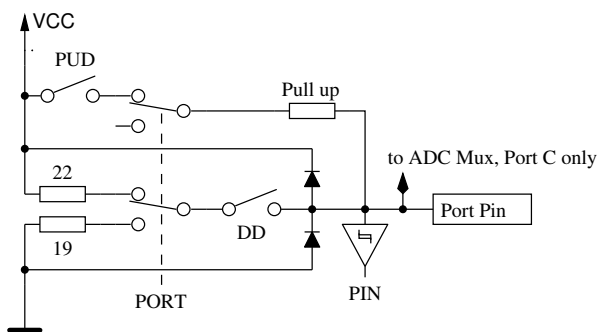 VCC
PUD
Pull up
to ADC Mux, Port C only
22
Port Pin
DD
19
PIN
PORT